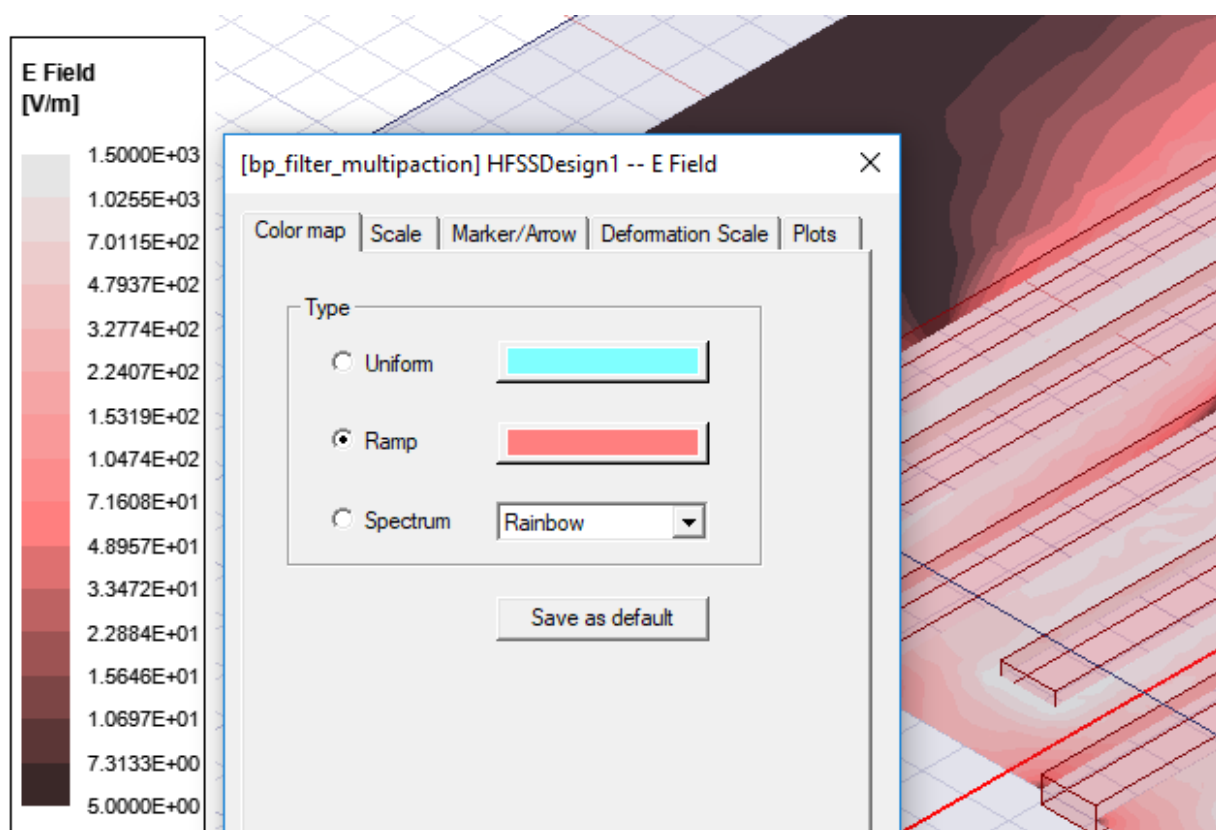 E Field
[V/m]
1.5000E+03
1.0255E+03
7.0115E+02
4.7937E+02
3.2774E+02
2.2407E+02
1.5319E+02
1.0474E+02
7.1608E+01
4.8957E+01
3.3472E+01
2.2884E+01
1.5646E+01
1.0697E+01
7.3133E+00
5.0000E+00
[bp_filter_multipaction] HFSSDesign1 -- E Field
Color map Scale Marker/Arrow Deformation Scale Plots
Type
Uniform
Ramp
Spectrum Rainbow
Save as default